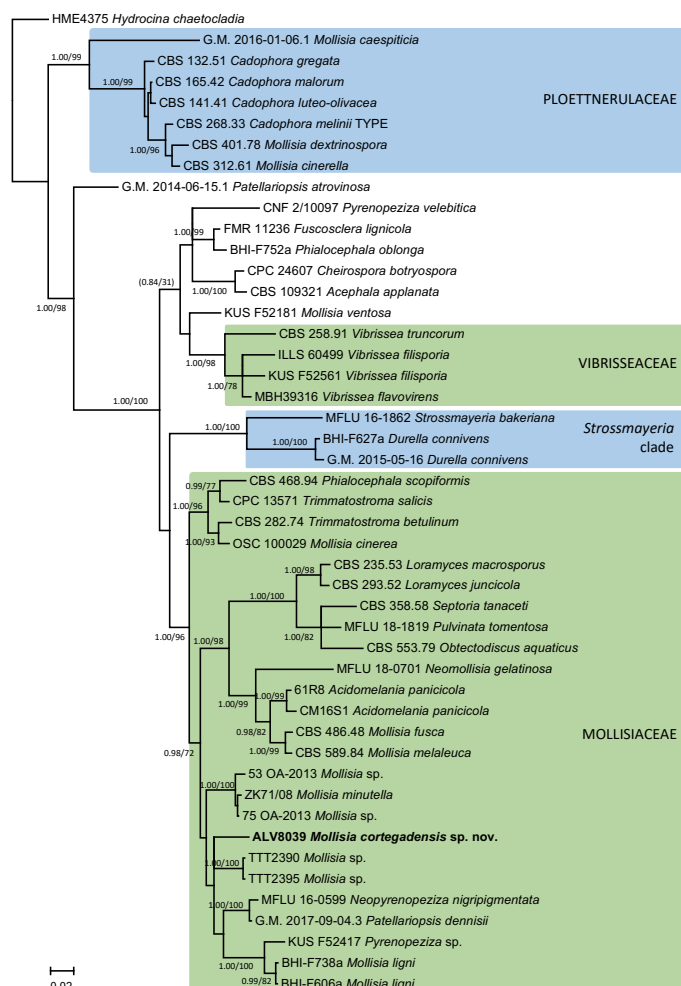 HME4375 Hydrocina chaetocladia
G.M. 2016-01-06.1 Mollisia caespiticia
1.00/99
CBS 132.51 Cadophora gregata
1.00/99
CBS 165.42 Cadophora malorum
CBS 141.41 Cadophora luteo-olivacea
PLOETTNERULACEAE
CBS 268.33 Cadophora melinii TYPE
CBS 401.78 Mollisia dextrinospora
1.00/96
CBS 312.61 Mollisia cinerella
G.M. 2014-06-15.1 Patellariopsis atrovinosa
CNF 2/10097 Pyrenopeziza velebitica
1.00/99
FMR 11236 Fuscosclera lignicola
BHI-F752a Phialocephala oblonga
CPC 24607 Cheirospora botryospora
(0.84/31)
1.00/100
CBS 109321 Acephala applanata
1.00/98
KUS F52181 Mollisia ventosa
CBS 258.91 Vibrissea truncorum
ILLS 60499 Vibrissea filisporia
1.00/98
VIBRISSEACEAE
KUS F52561 Vibrissea filisporia
1.00/78
MBH39316 Vibrissea flavovirens
1.00/100
MFLU 16-1862 Strossmayeria bakeriana
1.00/100
Strossmayeria
clade
BHI-F627a Durella connivens
1.00/100
G.M. 2015-05-16 Durella connivens
CBS 468.94 Phialocephala scopiformis
0.99/77
CPC 13571 Trimmatostroma salicis
1.00/96
CBS 282.74 Trimmatostroma betulinum
1.00/93
OSC 100029 Mollisia cinerea
CBS 235.53 Loramyces macrosporus
1.00/98
CBS 293.52 Loramyces juncicola
1.00/100
CBS 358.58 Septoria tanaceti
MFLU 18-1819 Pulvinata tomentosa
1.00/96
1.00/98
1.00/82
CBS 553.79 Obtectodiscus aquaticus
MFLU 18-0701 Neomollisia gelatinosa
61R8 Acidomelania panicicola
1.00/99
1.00/99
CM16S1 Acidomelania panicicola
CBS 486.48 Mollisia fusca
0.98/82
MOLLISIACEAE
1.00/99
CBS 589.84 Mollisia melaleuca
0.98/72
53 OA-2013 Mollisia sp.
1.00/100
ZK71/08 Mollisia minutella
75 OA-2013 Mollisia sp.
ALV8039 Mollisia cortegadensis sp. nov.
TTT2390 Mollisia sp.
1.00/100
TTT2395 Mollisia sp.
MFLU 16-0599 Neopyrenopeziza nigripigmentata
1.00/100
G.M. 2017-09-04.3 Patellariopsis dennisii
KUS F52417 Pyrenopeziza sp.
1.00/100
BHI-F738a Mollisia ligni
0.99/82
BHI-F606a Mollisia ligni
0.02